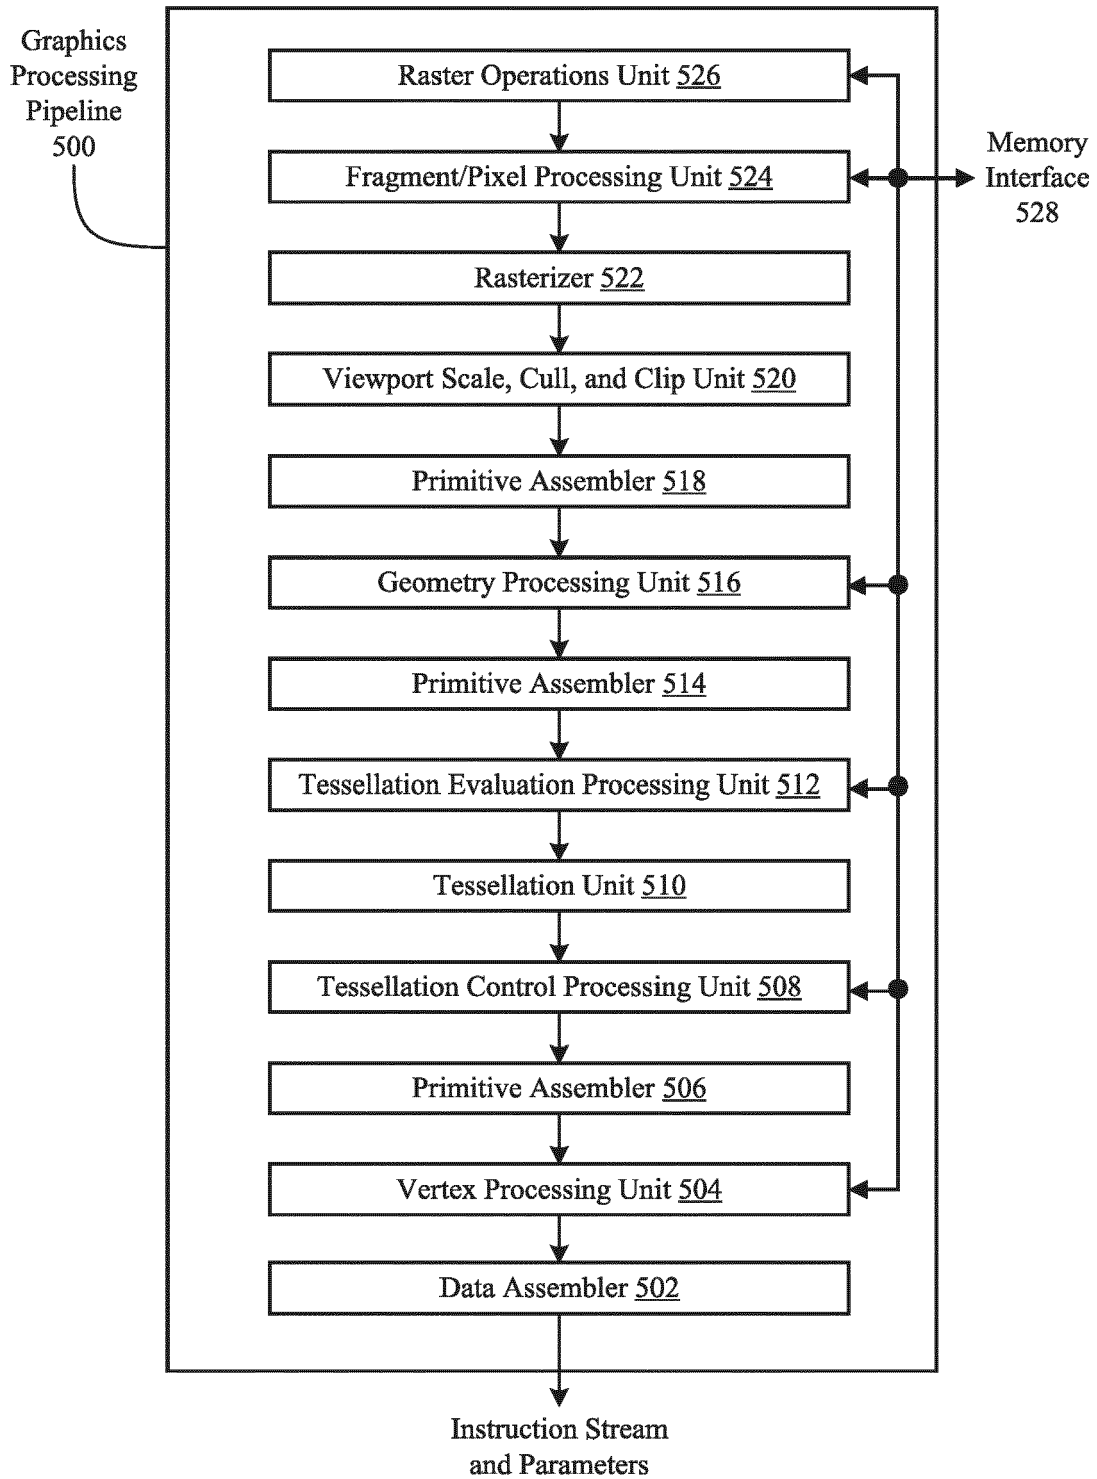 Graphics
Processing
Pipeline
500
Raster Operations Unit 526
Fragment/Pixel Processing Unit 524
Memory
Interface
528
Rasterizer 522
Viewport Scale, Cull, and Clip Unit 520
Primitive Assembler 518
Geometry Processing Unit 516
Primitive Assembler 514
Tessellation Evaluation Processing Unit 512
Tessellation Unit 510
Tessellation Control Processing Unit 508
Primitive Assembler 506
Vertex Processing Unit 504
Data Assembler 502
Instruction Stream
and Parameters